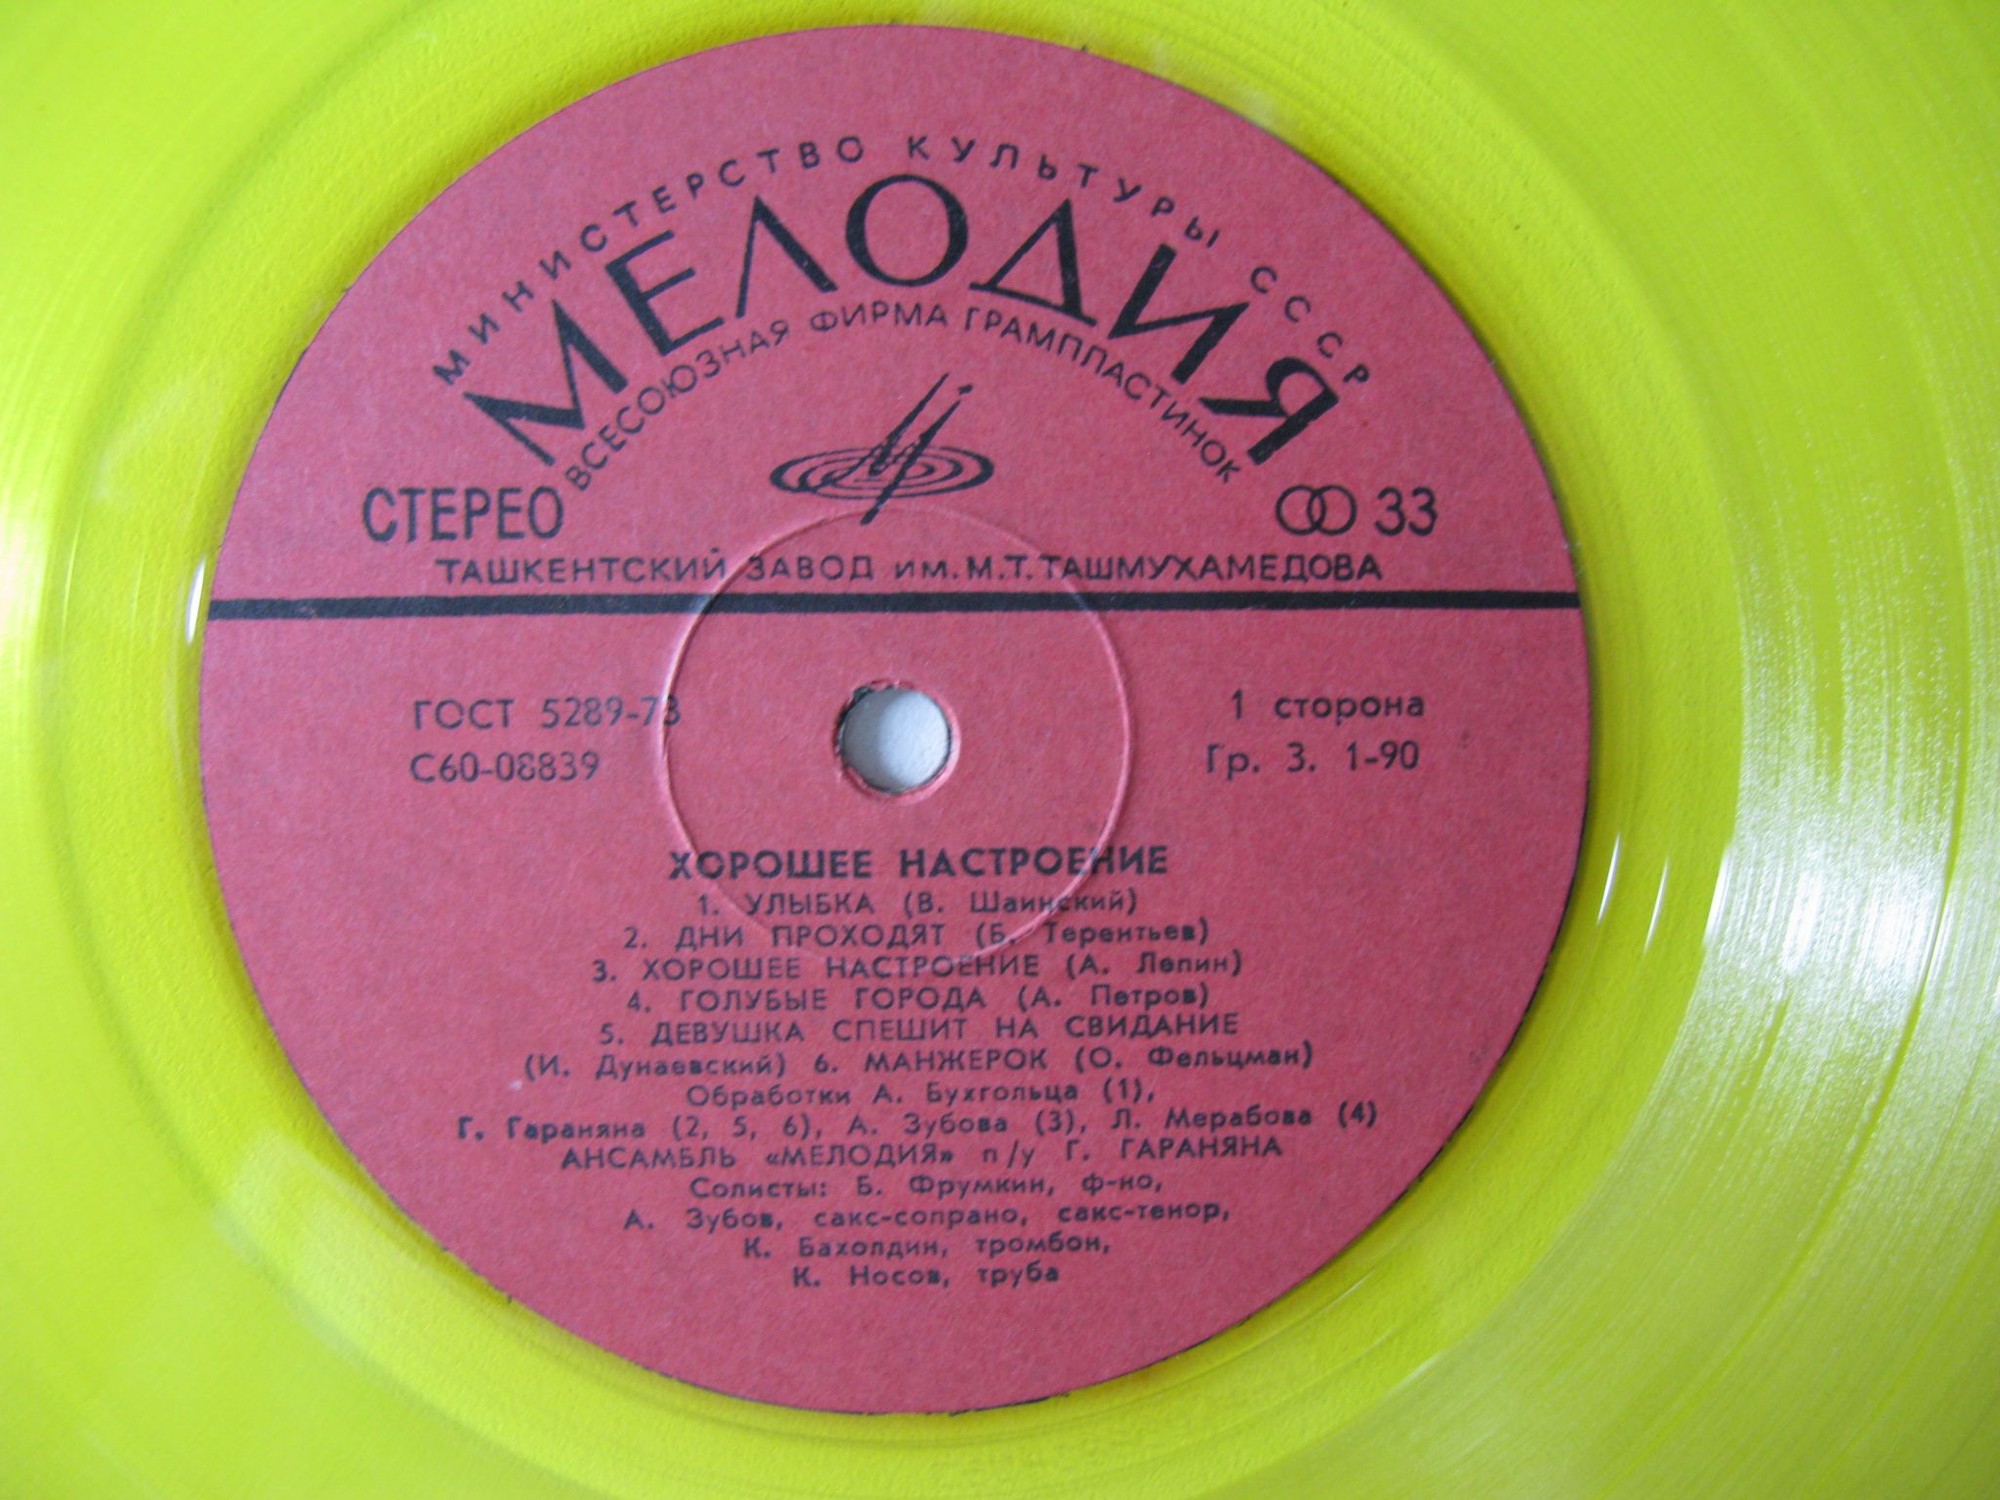 МИНИСТЕРСТВО КУЛЬТУРЫ СССР
МЕЛОДИЯ
ВСЕСОЮЗНАЯ ФИРМА ГРАМПЛАСТИНОК
СТЕРЕО 33
ТАШКЕНТСКИЙ ЗАВОД им. М.Т. ТАШМУХАМЕДОВА
ГОСТ 5289-73 1 сторона
С60-08839 Гр. 3. 1-90
ХОРОШЕЕ НАСТРОЕНИЕ
1. УЛЫБКА (В. Шаинский)
2. ДНИ ПРОХОДЯТ (Б. Терентьев)
3. ХОРОШЕЕ НАСТРОЕНИЕ (А. Лепин)
4. ГОЛУБЫЕ ГОРОДА (А. Петров)
5. ДЕВУШКА СПЕШИТ НА СВИДАНИЕ
(И. Дунаевский) 6. МАНЖЕРОК (О. Фельцман)
Обработки А. Бухгольца (1),
Г. Гараняна (2, 5, 6), А. Зубова (3), Л. Мерабова (4)
АНСАМБЛЬ «МЕЛОДИЯ» п/у Г. ГАРАНЯНА
Солисты: Б. Фрумкин, ф-но,
А. Зубов, сакс-сопрано, сакс-тенор,
К. Бахолдин, тромбон,
К. Носов, труба